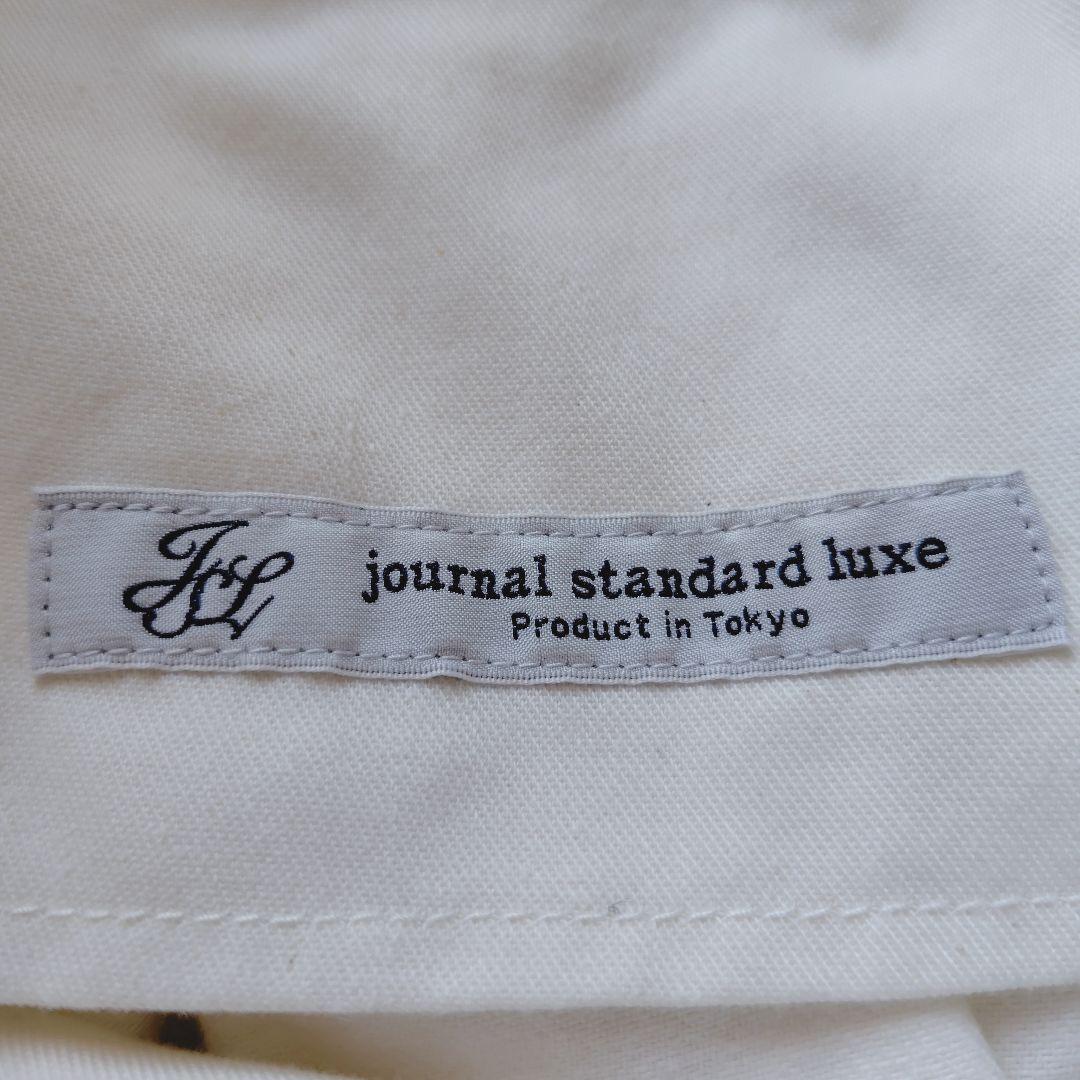 JSL
journal standard luxe
Product in Tokyo